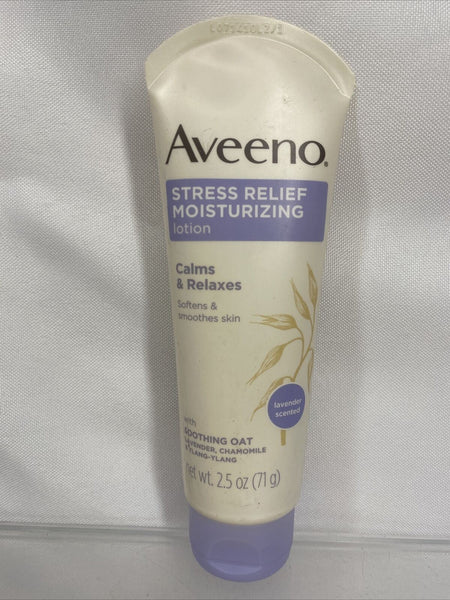 Aveeno®
STRESS RELIEF
MOISTURIZING
lotion
Calms
& Relaxes
Softens &
smoothes skin
lavender
scented
with
SOOTHING OAT
LAVENDER, CHAMOMILE
& YLANG-YLANG
net wt. 2.5 oz (71 g)